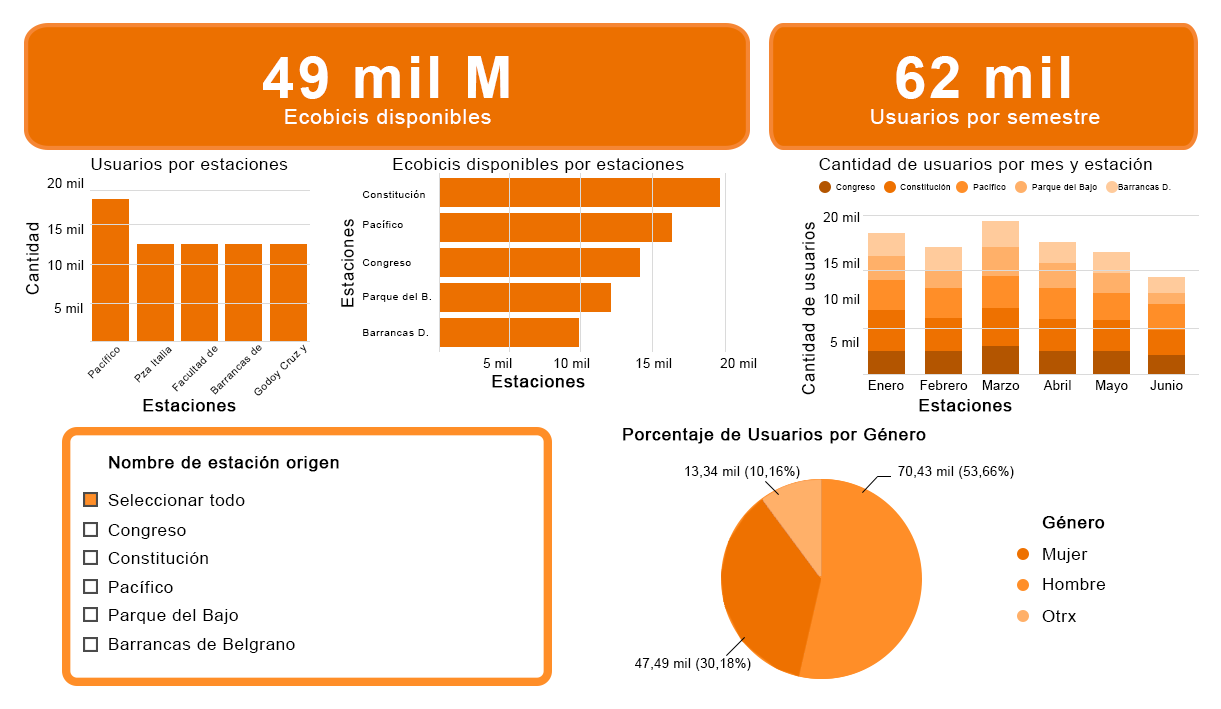 49 mil M
Ecobicis disponibles
62 mil
Usuarios por semestre
Usuarios por estaciones
Cantidad
20 mil
15 mil
10 mil
5 mil
Pacífico
Pza Italia
Facultad de
Barrancas de
Godoy Cruz y
Estaciones
Ecobicis disponibles por estaciones
Estaciones
Constitución
Pacífico
Congreso
Parque del B.
Barrancas D.
5 mil
10 mil
15 mil
20 mil
Estaciones
Cantidad de usuarios por mes y estación
Congreso
Constitución
Pacífico
Parque del Bajo
Barrancas D.
Cantidad de usuarios
20 mil
15 mil
10 mil
5 mil
Enero
Febrero
Marzo
Abril
Mayo
Junio
Estaciones
Nombre de estación origen
Seleccionar todo
Congreso
Constitución
Pacífico
Parque del Bajo
Barrancas de Belgrano
Porcentaje de Usuarios por Género
13,34 mil (10,16%)
70,43 mil (53,66%)
47,49 mil (30,18%)
Género
Mujer
Hombre
Otrx